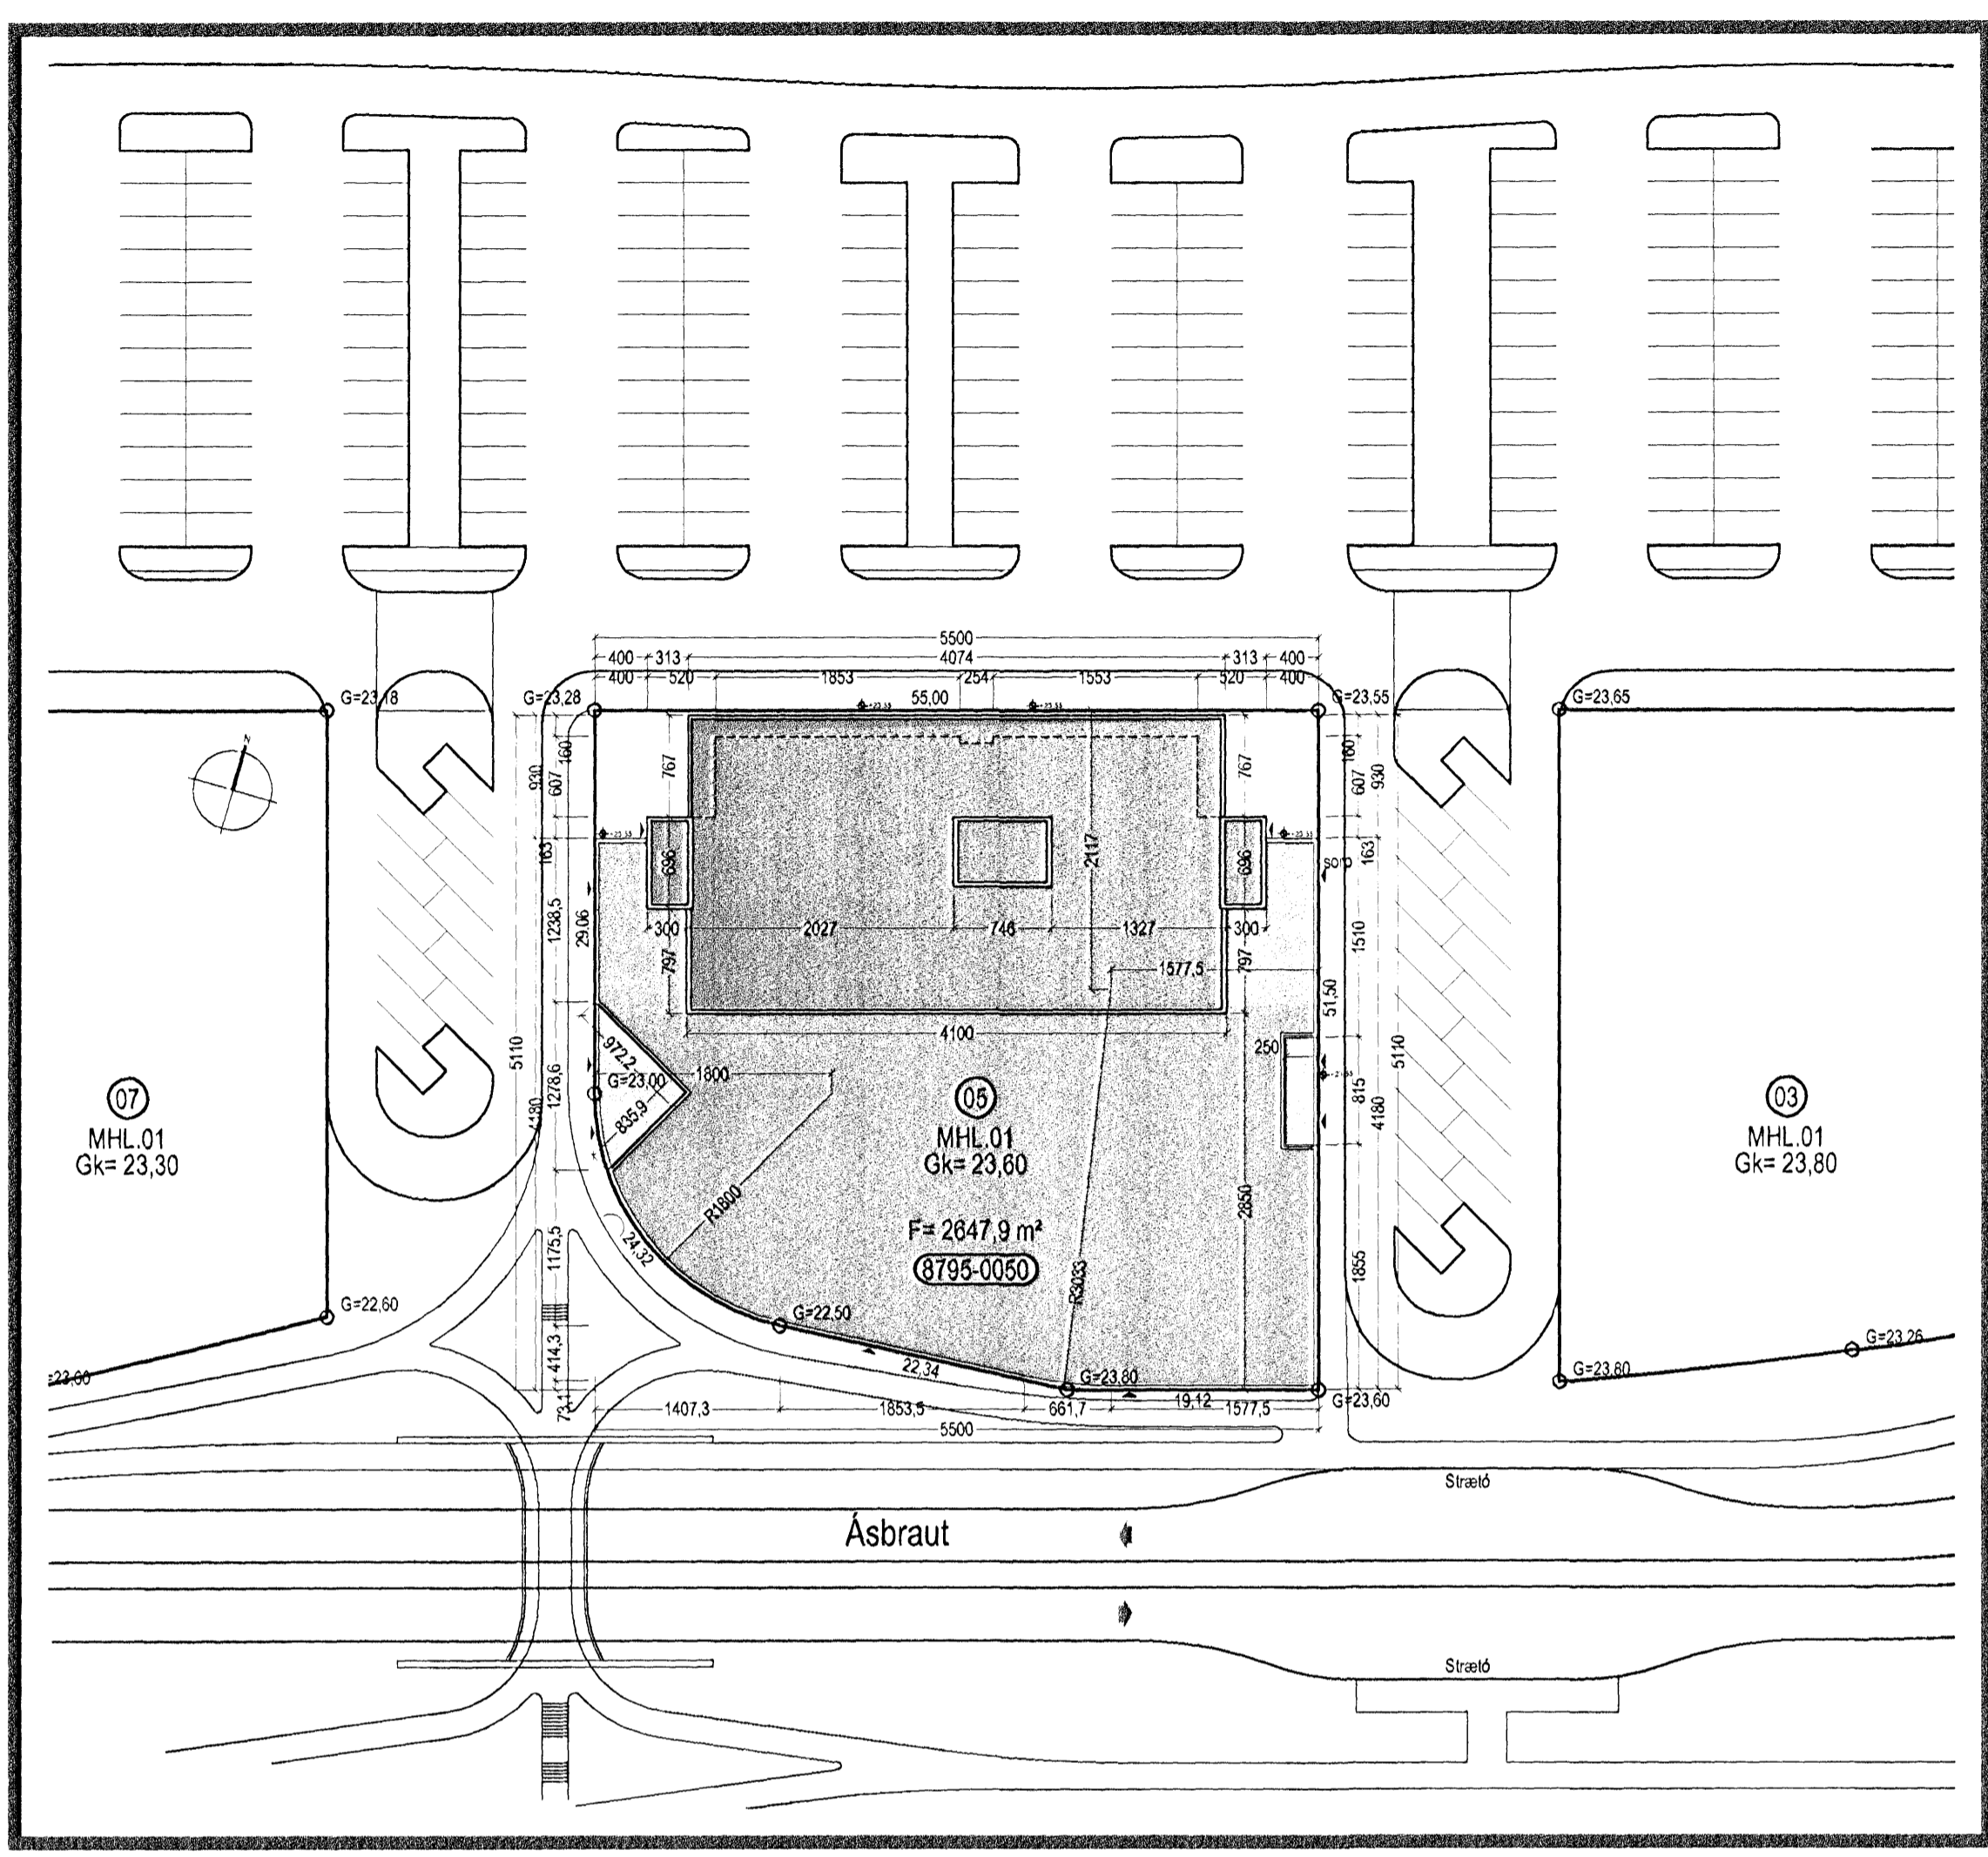 5500
400 313 4074 313 400
400 520 1853 254 1553 520 400
55,00
G=23,18
G=23,28
G=23,55
G=23,65
N
160
930
607
767
767
160
607
930
163
696
2117
696
sorp
163
1238,5
29.06
300
2027
746
1327
300
1510
797
1577,5
797
51,50
4100
972,2
1800
250
5110
1278,6
G=23,00
835,9
4180
815
4180
5110
07
MHL.01
Gk= 23,30
05
MHL.01
Gk= 23,60
03
MHL.01
Gk= 23,80
R1800
F= 2647,9 m²
8795-0050
2850
R3033
1855
1175,5
24,32
G=22,60
G=22,50
414,3
22,34
G=23,80
G=23,26
G=23,80
=23,00
73,1
1407,3
1853,5
661,7
19,12
1577,5
G=23,60
5500
Strætó
Ásbraut
Strætó